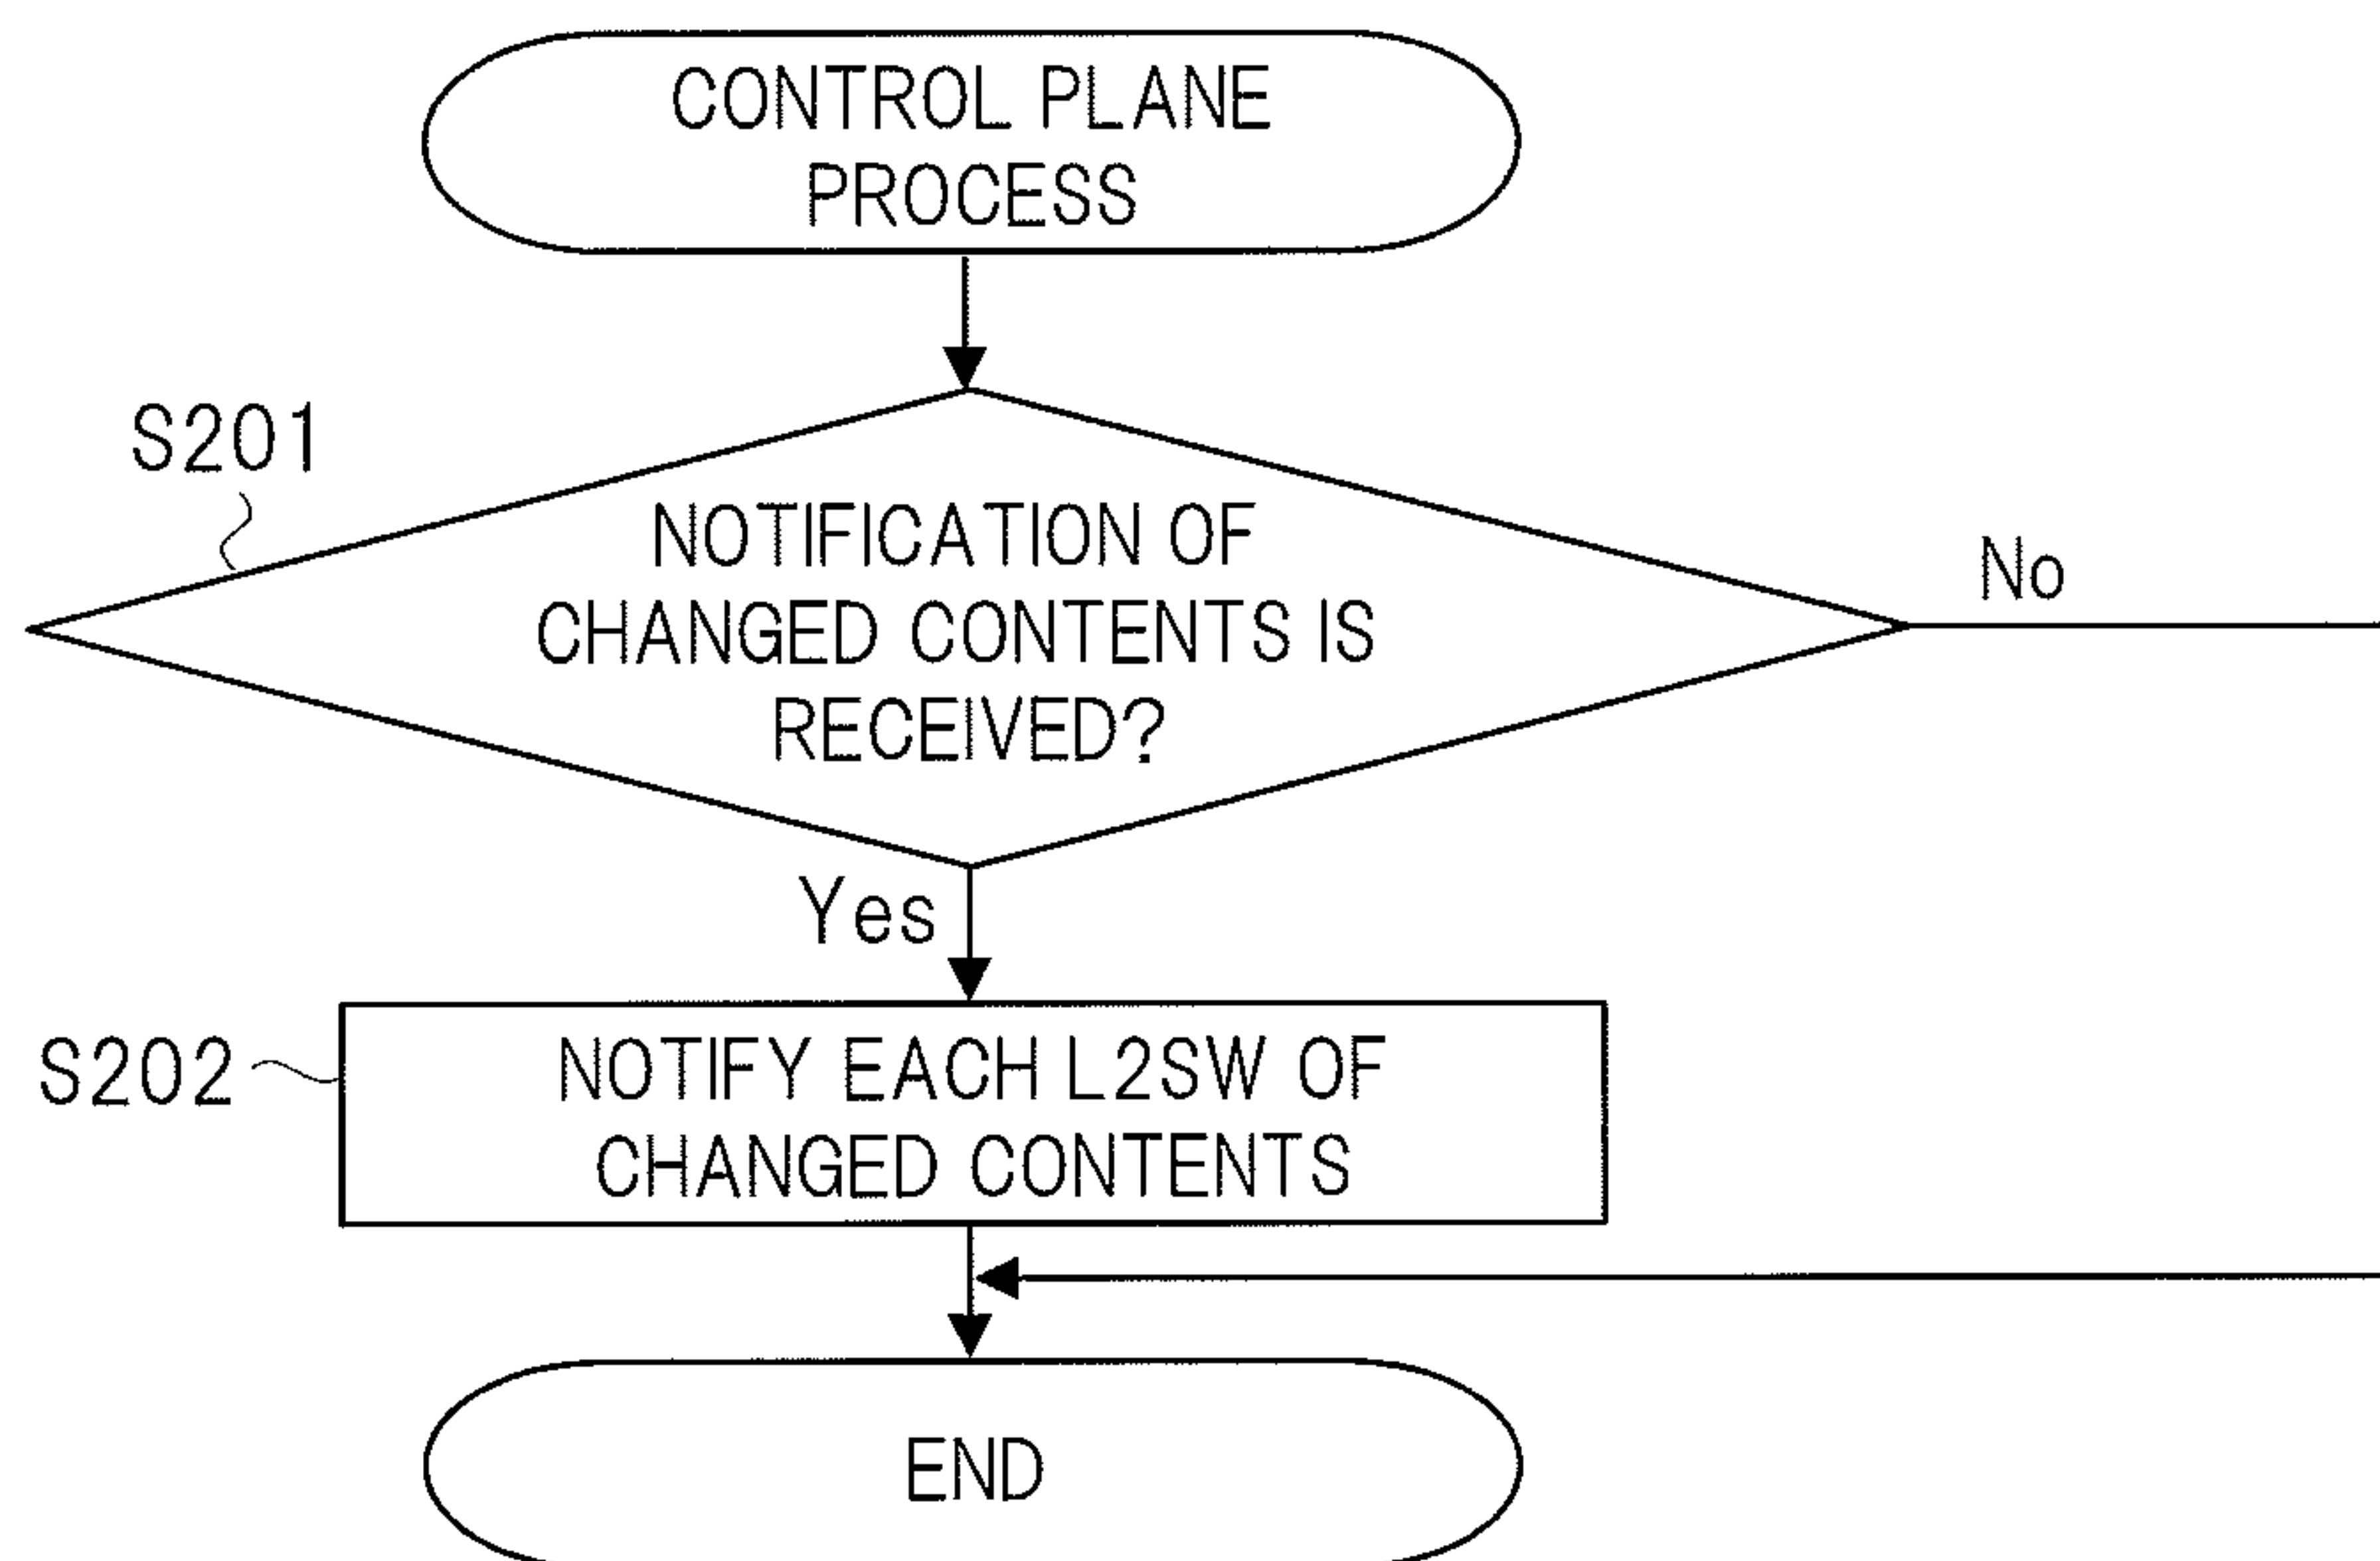 CONTROL PLANE
PROCESS
S201
NOTIFICATION OF
CHANGED CONTENTS IS
RECEIVED?
No
Yes
S202
NOTIFY EACH L2SW OF
CHANGED CONTENTS
END